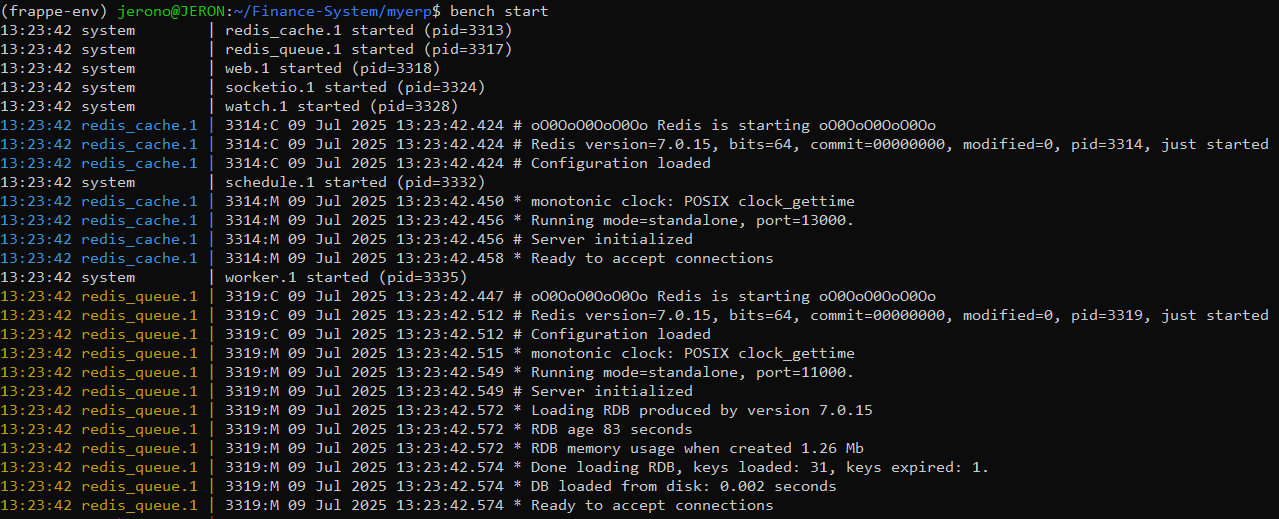 (frappe-env) jerono@JERON:~/Finance-System/myerp$ bench start
13:23:42 system | redis_cache.1 started (pid=3313)
13:23:42 system | redis_queue.1 started (pid=3317)
13:23:42 system | web.1 started (pid=3318)
13:23:42 system | socketio.1 started (pid=3324)
13:23:42 system | watch.1 started (pid=3328)
13:23:42 redis_cache.1 | 3314:C 09 Jul 2025 13:23:42.424 # oO0OoO0OoO0Oo Redis is starting oO0OoO0OoO0Oo
13:23:42 redis_cache.1 | 3314:C 09 Jul 2025 13:23:42.424 # Redis version=7.0.15, bits=64, commit=00000000, modified=0, pid=3314, just started
13:23:42 redis_cache.1 | 3314:C 09 Jul 2025 13:23:42.424 # Configuration loaded
13:23:42 system | schedule.1 started (pid=3332)
13:23:42 redis_cache.1 | 3314:M 09 Jul 2025 13:23:42.450 * monotonic clock: POSIX clock_gettime
13:23:42 redis_cache.1 | 3314:M 09 Jul 2025 13:23:42.456 * Running mode=standalone, port=13000.
13:23:42 redis_cache.1 | 3314:M 09 Jul 2025 13:23:42.456 # Server initialized
13:23:42 redis_cache.1 | 3314:M 09 Jul 2025 13:23:42.458 * Ready to accept connections
13:23:42 system | worker.1 started (pid=3335)
13:23:42 redis_queue.1 | 3319:C 09 Jul 2025 13:23:42.447 # oO0OoO0OoO0Oo Redis is starting oO0OoO0OoO0Oo
13:23:42 redis_queue.1 | 3319:C 09 Jul 2025 13:23:42.512 # Redis version=7.0.15, bits=64, commit=00000000, modified=0, pid=3319, just started
13:23:42 redis_queue.1 | 3319:C 09 Jul 2025 13:23:42.512 # Configuration loaded
13:23:42 redis_queue.1 | 3319:M 09 Jul 2025 13:23:42.515 * monotonic clock: POSIX clock_gettime
13:23:42 redis_queue.1 | 3319:M 09 Jul 2025 13:23:42.549 * Running mode=standalone, port=11000.
13:23:42 redis_queue.1 | 3319:M 09 Jul 2025 13:23:42.549 # Server initialized
13:23:42 redis_queue.1 | 3319:M 09 Jul 2025 13:23:42.572 * Loading RDB produced by version 7.0.15
13:23:42 redis_queue.1 | 3319:M 09 Jul 2025 13:23:42.572 * RDB age 83 seconds
13:23:42 redis_queue.1 | 3319:M 09 Jul 2025 13:23:42.572 * RDB memory usage when created 1.26 Mb
13:23:42 redis_queue.1 | 3319:M 09 Jul 2025 13:23:42.574 * Done loading RDB, keys loaded: 31, keys expired: 1.
13:23:42 redis_queue.1 | 3319:M 09 Jul 2025 13:23:42.574 * DB loaded from disk: 0.002 seconds
13:23:42 redis_queue.1 | 3319:M 09 Jul 2025 13:23:42.574 * Ready to accept connections